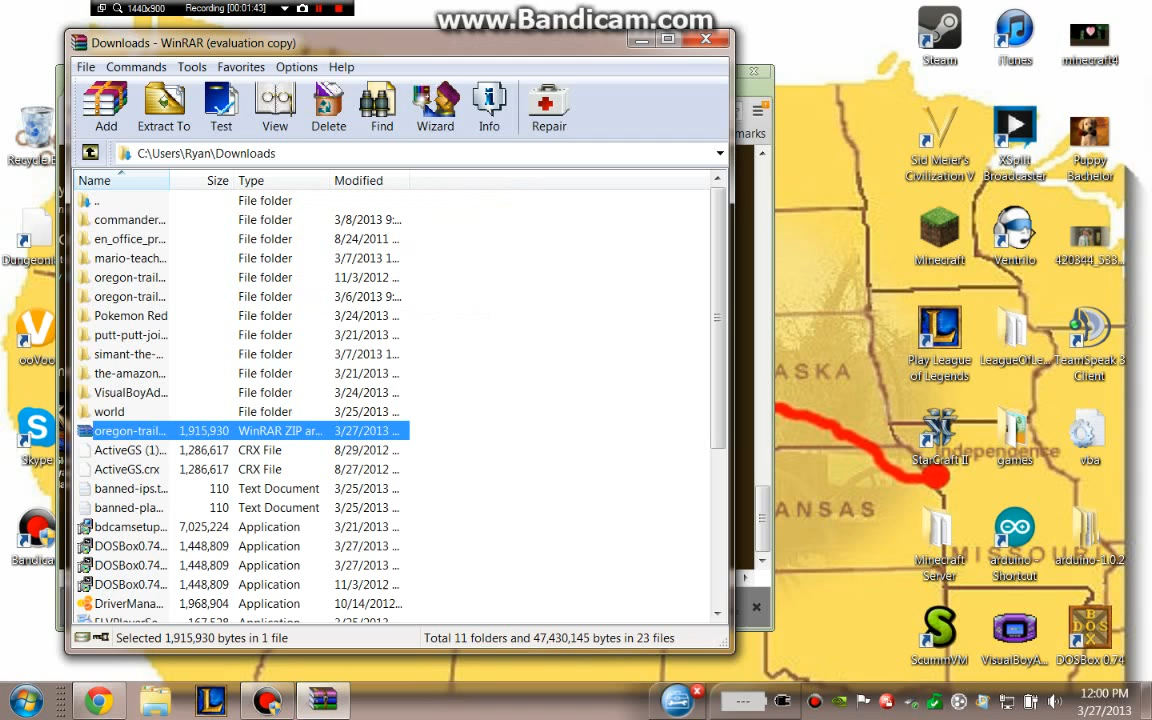 1440x900 Recording [00:01:43]
www.Bandicam.com
Downloads - WinRAR (evaluation copy)
File Commands Tools Favorites Options Help
Add Extract To Test View Delete Find Wizard Info Repair
C:\Users\Ryan\Downloads
Name Size Type Modified
.. File folder
commander... File folder 3/8/2013 9:...
en_office_pr... File folder 8/24/2011 ...
mario-teach... File folder 3/7/2013 1...
oregon-trail... File folder 11/3/2012 ...
oregon-trail... File folder 3/6/2013 9:...
Pokemon Red File folder 3/24/2013 ...
putt-putt-joi... File folder 3/21/2013 ...
simant-the-... File folder 3/7/2013 1...
the-amazon... File folder 3/21/2013 ...
VisualBoyAd... File folder 3/24/2013 ...
world File folder 3/25/2013 ...
oregon-trail... 1,915,930 WinRAR ZIP ar... 3/27/2013 ...
ActiveGS (1)... 1,286,617 CRX File 8/29/2012 ...
ActiveGS.crx 1,286,617 CRX File 8/27/2012 ...
banned-ips.t... 110 Text Document 3/25/2013 ...
banned-pla... 110 Text Document 3/25/2013 ...
bdcamsetup... 7,025,224 Application 3/21/2013 ...
DOSBox0.74... 1,448,809 Application 3/27/2013 ...
DOSBox0.74... 1,448,809 Application 3/27/2013 ...
DOSBox0.74... 1,448,809 Application 11/3/2012 ...
DriverMana... 1,968,904 Application 10/14/2012...
Selected 1,915,930 bytes in 1 file Total 11 folders and 47,430,145 bytes in 23 files
marks
Recycle
Dungeon
ooVoo
Skype
Bandicam
Steam iTunes minecraft4
Sid Meier's Civilization V XSplit Broadcaster Puppy Bachelor
Minecraft Ventrilo 420844_533...
Play League of Legends LeagueOfLe... TeamSpeak 3 Client
StarCraft II games vba
Minecraft Server arduino - Shortcut arduino-1.0.2
ScummVM VisualBoyA... DOSBox 0.74
ASKA
Independence
ANSAS
MISSOURI
12:00 PM
3/27/2013